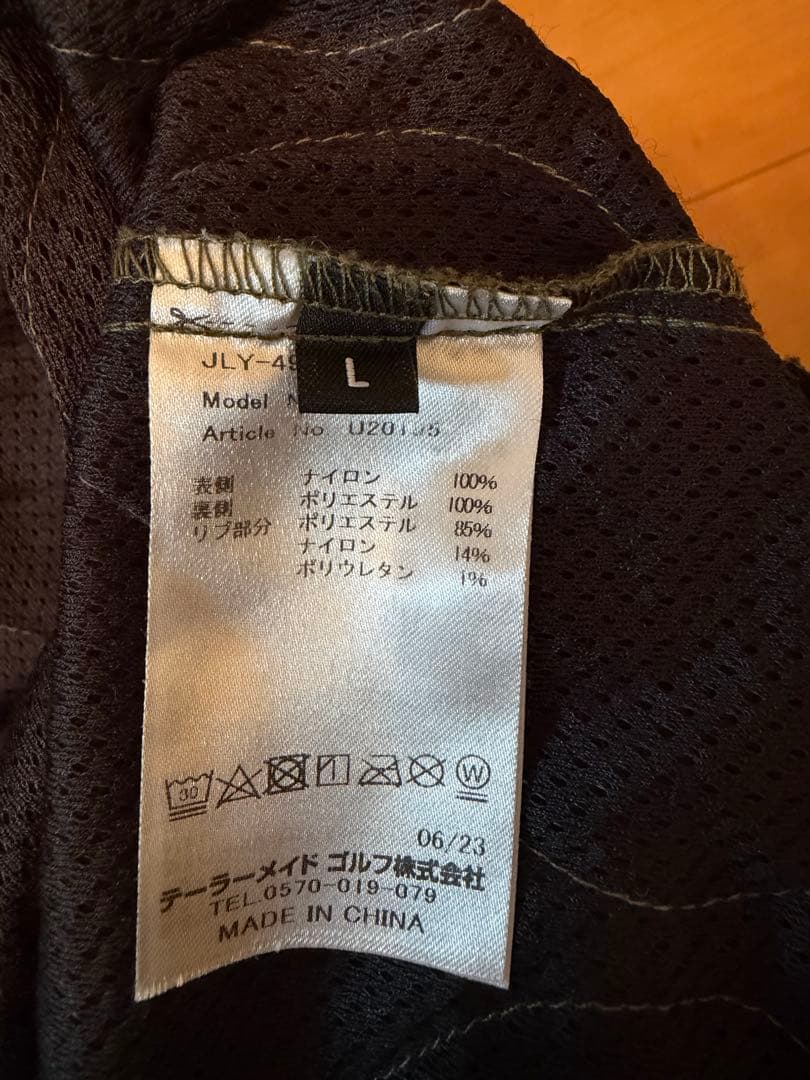 JLY-49
L
Model
Article No
表側 ナイロン 100%
裏側 ポリエステル 100%
リブ部分 ポリエステル 85%
ナイロン 14%
ポリウレタン 1%
30
W
06/23
テーラーメイド ゴルフ株式会社
TEL.0570-019-079
MADE IN CHINA